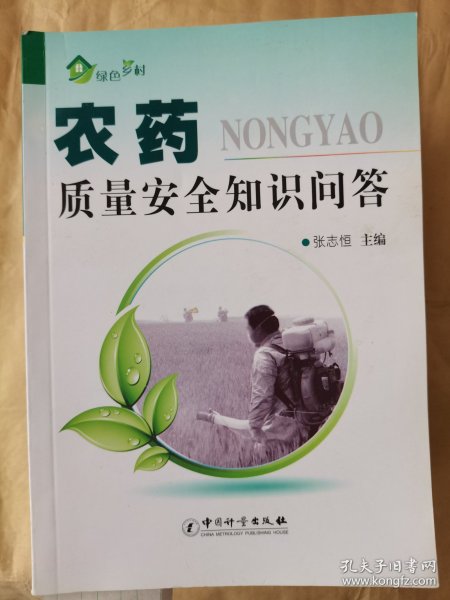 绿色乡村
农药 NONGYAO
质量安全知识问答
张志恒 主编
中国计量出版社
CHINA METROLOGY PUBLISHING HOUSE
孔夫子旧书网
www.kongfz.com